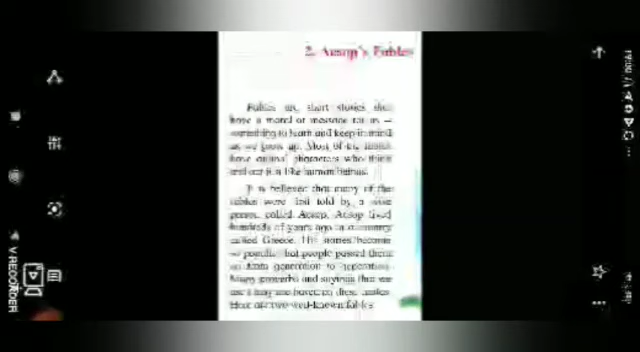 2. Aesop's Fables
Fables are short stories that
have a moral or message for us –
something to learn and keep in mind
as we grow up. Most of the fables
have animal characters who think
and act just like human beings.
It is believed that many of the
fables were first told by a wise
person called Aesop. Aesop lived
hundreds of years ago in a country
called Greece. His stories became
so popular that people passed them
on from generation to generation.
Many proverbs and sayings that we
use today are based on these fables.
Here are two well-known fables
V RECORDER